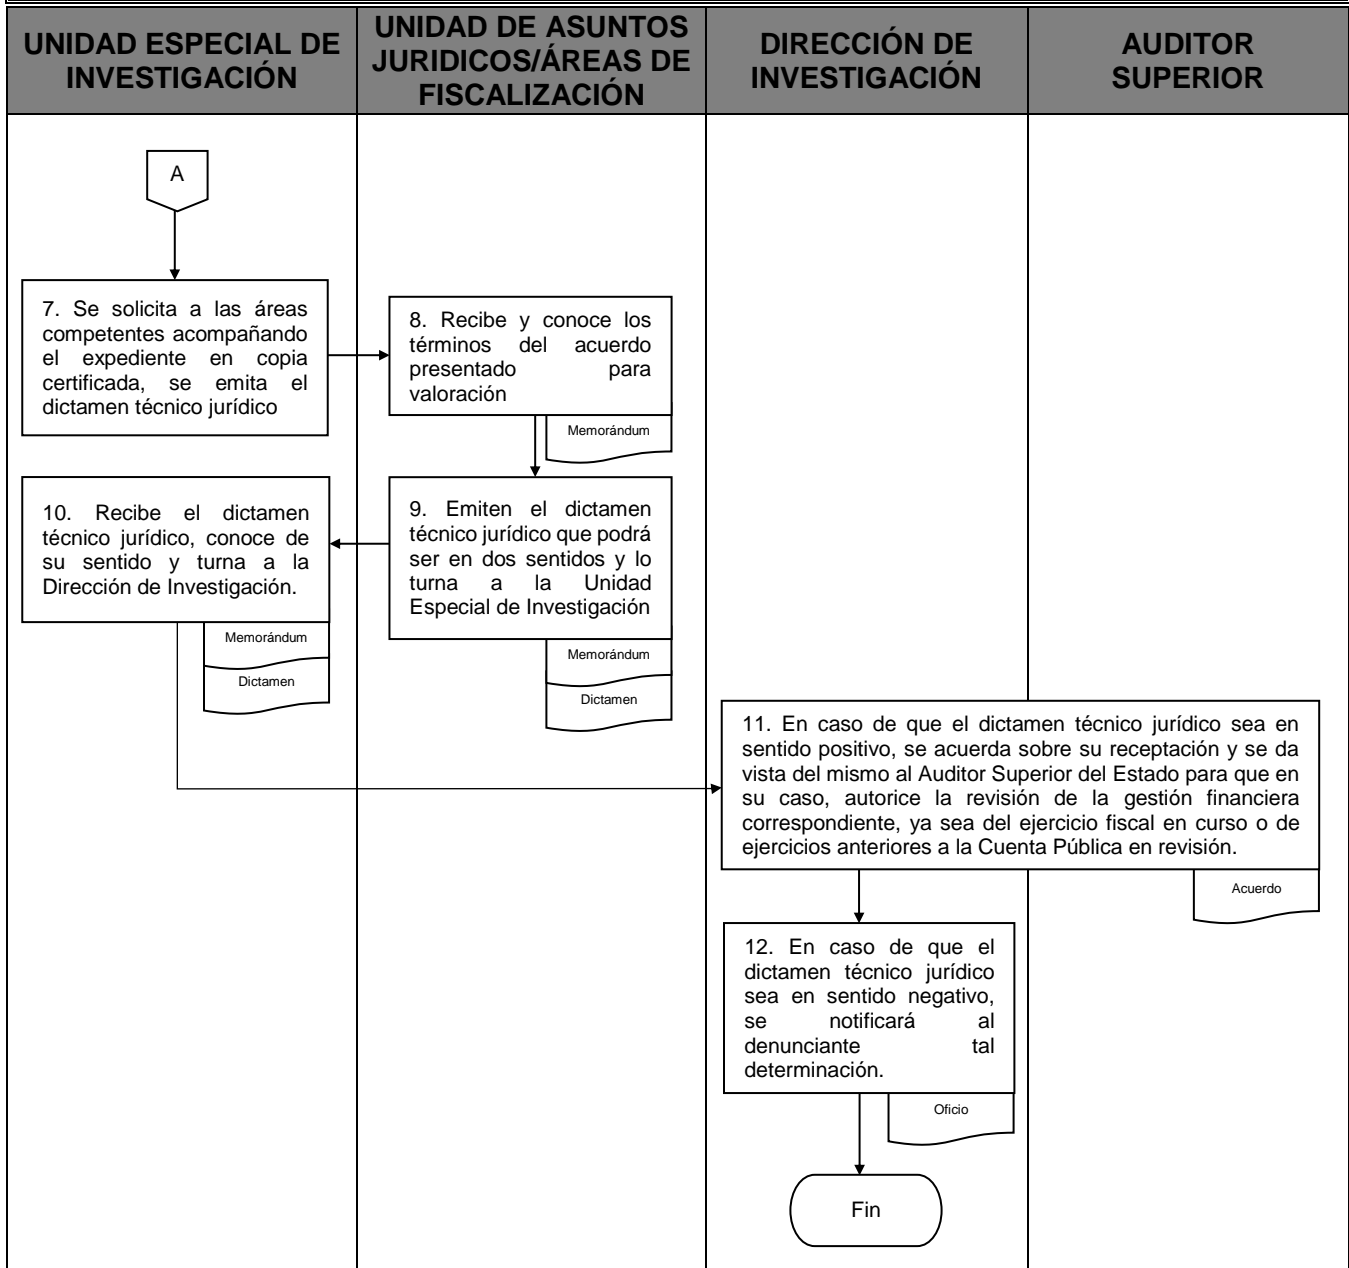 UNIDAD ESPECIAL DE
INVESTIGACIÓN
UNIDAD DE ASUNTOS
JURIDICOS/ÁREAS DE
FISCALIZACIÓN
DIRECCIÓN DE
INVESTIGACIÓN
AUDITOR
SUPERIOR
A
7. Se solicita a las áreas
competentes acompañando
el expediente en copia
certificada, se emita el
dictamen técnico jurídico
8. Recibe y conoce los
términos del acuerdo
presentado para
valoración
Memorándum
10. Recibe el dictamen
técnico jurídico, conoce de
su sentido y turna a la
Dirección de Investigación.
Memorándum
Dictamen
9. Emiten el dictamen
técnico jurídico que podrá
ser en dos sentidos y lo
turna a la Unidad
Especial de Investigación
Memorándum
Dictamen
11. En caso de que el dictamen técnico jurídico sea en
sentido positivo, se acuerda sobre su receptación y se da
vista del mismo al Auditor Superior del Estado para que en
su caso, autorice la revisión de la gestión financiera
correspondiente, ya sea del ejercicio fiscal en curso o de
ejercicios anteriores a la Cuenta Pública en revisión.
Acuerdo
12. En caso de que el
dictamen técnico jurídico
sea en sentido negativo,
se notificará al
denunciante tal
determinación.
Oficio
Fin